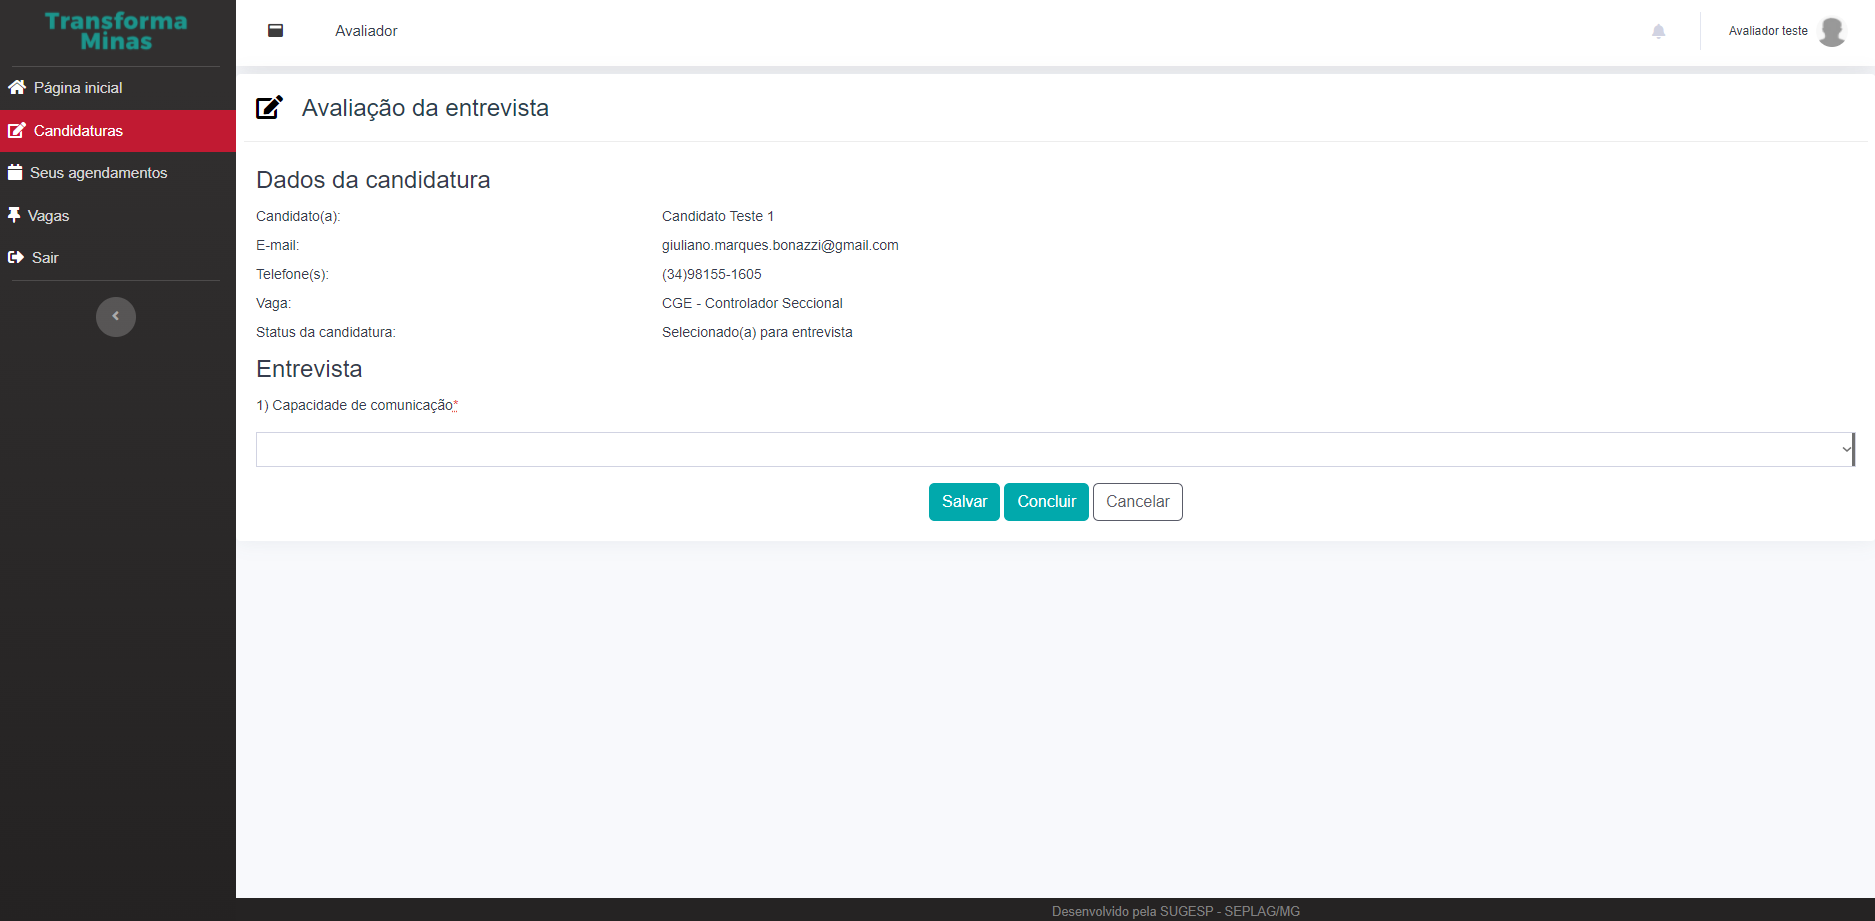 Transforma
Minas
Página inicial
Candidaturas
Seus agendamentos
Vagas
Sair
Avaliador
Avaliador teste
Avaliação da entrevista
Dados da candidatura
Candidato(a): Candidato Teste 1
E-mail: giuliano.marques.bonazzi@gmail.com
Telefone(s): (34)98155-1605
Vaga: CGE - Controlador Seccional
Status da candidatura: Selecionado(a) para entrevista
Entrevista
1) Capacidade de comunicação*
Salvar Concluir Cancelar
Desenvolvido pela SUGESP - SEPLAG/MG